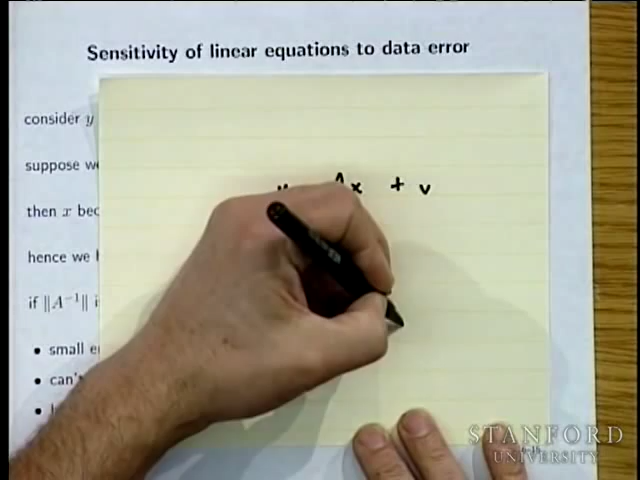 Sensitivity of linear equations to data error
consider y
suppose we
then x
hence we
if ‖A⁻¹‖
• small
• can't
Ax + v
STANFORD
UNIVERSITY